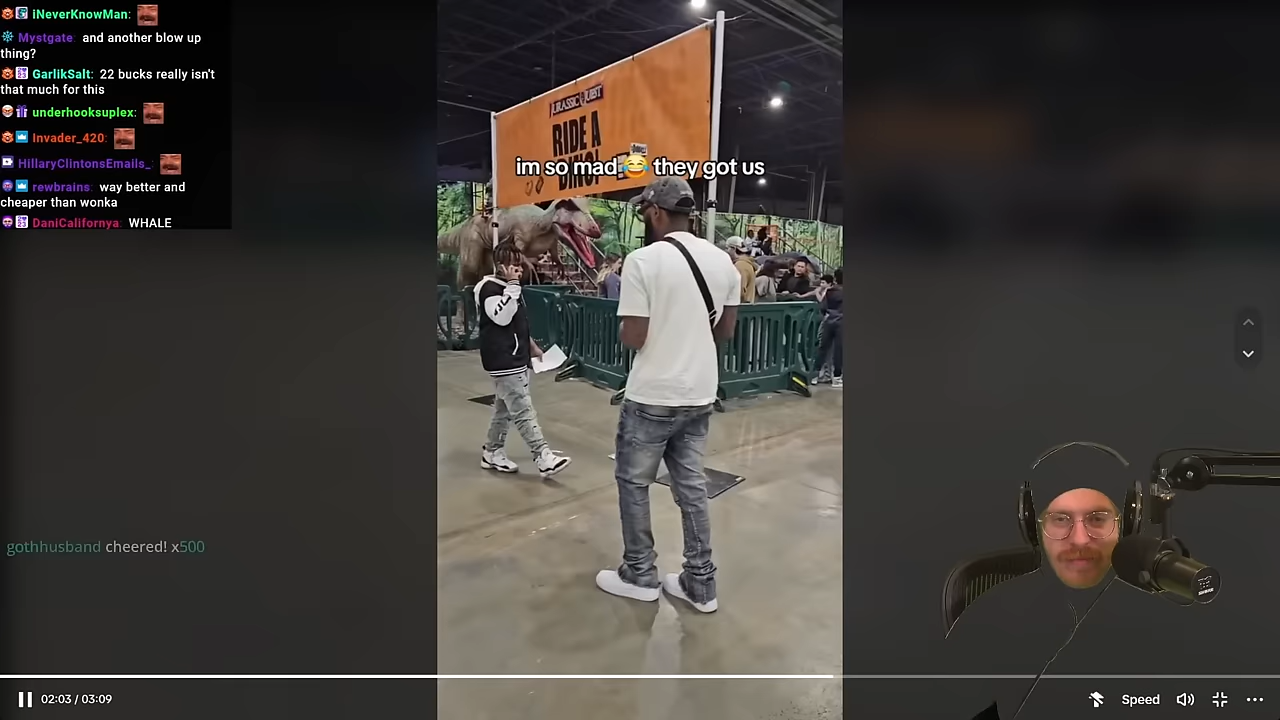 iNeverKnowMan:
Mystgate: and another blow up
thing?
GarlikSalt: 22 bucks really isn't
that much for this
underhooksuplex:
Invader_420:
HillaryClintonsEmails_:
rewbrains: way better and
cheaper than wonka
DaniCalifornya: WHALE
JURASSIC QUEST
RIDE A
DINO!
im so mad😂 they got us
gothhusband cheered! x500
02:03 / 03:09
Speed